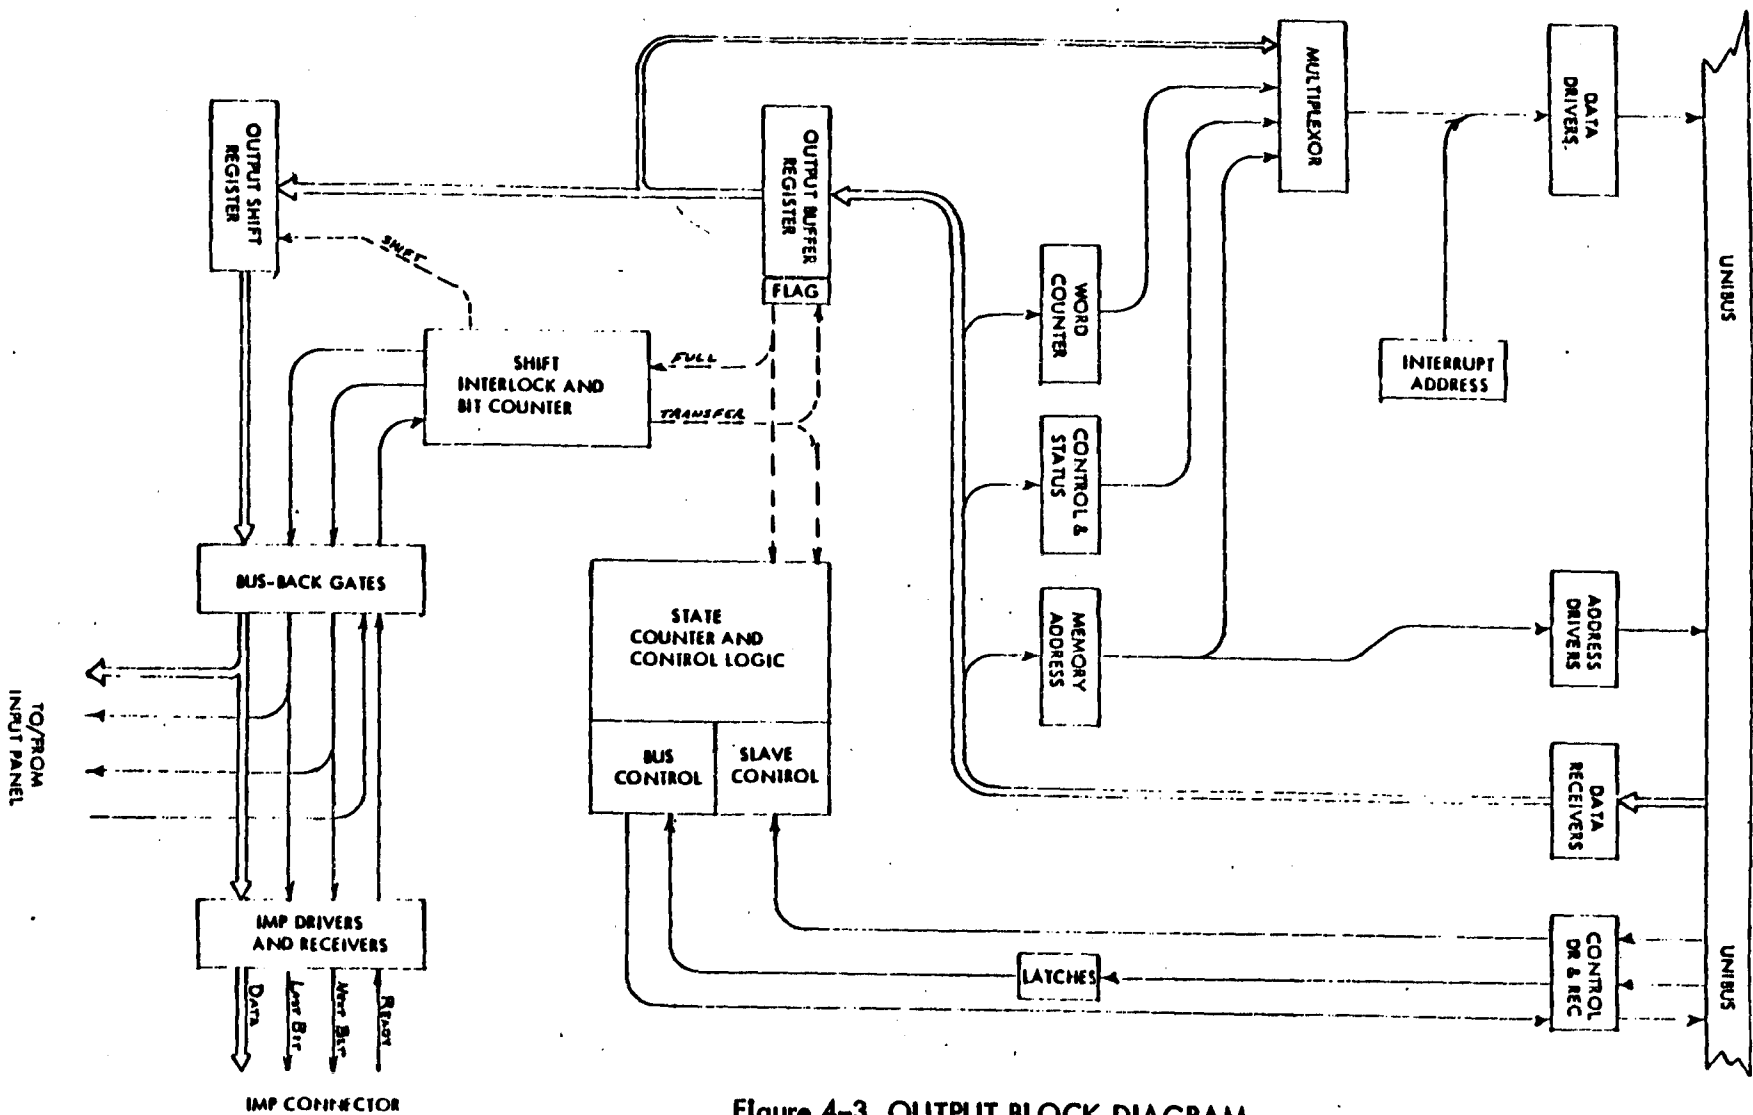 MULTIPLEXOR
DATA
DRIVERS.
UNIBUS
OUTPUT SHIFT
REGISTER
OUTPUT BUFFER
REGISTER
FLAG
SHIFT
WORD
COUNTER
INTERRUPT
ADDRESS
SHIFT
INTERLOCK AND
BIT COUNTER
FULL
TRANSFER
CONTROL &
STATUS
BUS-BACK GATES
STATE
COUNTER AND
CONTROL LOGIC
MEMORY
ADDRESS
ADDRESS
DRIVERS
TO/FROM
INPUT PANEL
BUS
CONTROL
SLAVE
CONTROL
DATA
RECEIVERS
IMP DRIVERS
AND RECEIVERS
LATCHES
CONTROL
DR & REC
UNIBUS
DATA
LAST BIT
NEXT BIT
READY
IMP CONNECTOR
Figure 4-3 OUTPUT BLOCK DIAGRAM